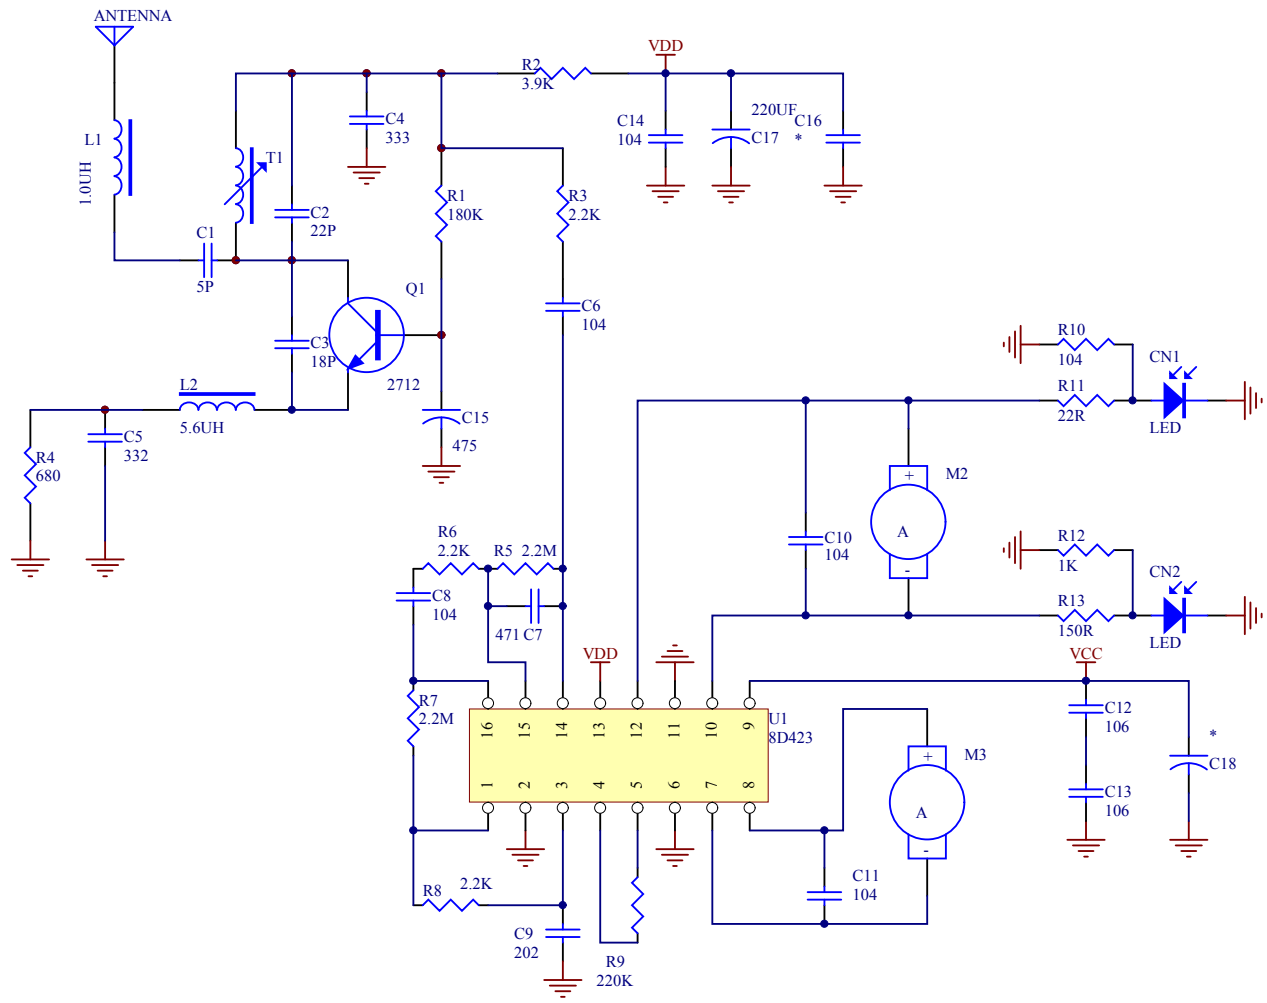 ANTENNA
VDD
R2
3.9K
220UF
C14
104
C17
C16
*
C4
333
L1
1.0UH
T1
R1
180K
R3
2.2K
C2
22P
C1
5P
Q1
C6
104
C3
18P
2712
R10
104
CN1
L2
5.6UH
R11
22R
LED
C15
475
C5
332
R4
680
M2
+
A
-
C10
104
R6
2.2K
R5 2.2M
R12
1K
CN2
C8
104
471 C7
R13
150R
LED
VDD
VCC
R7
2.2M
16
15
14
13
12
11
10
9
U1
8D423
C12
106
*
C18
M3
+
A
-
1
2
3
4
5
6
7
8
C13
106
R8
2.2K
C11
104
C9
202
R9
220K